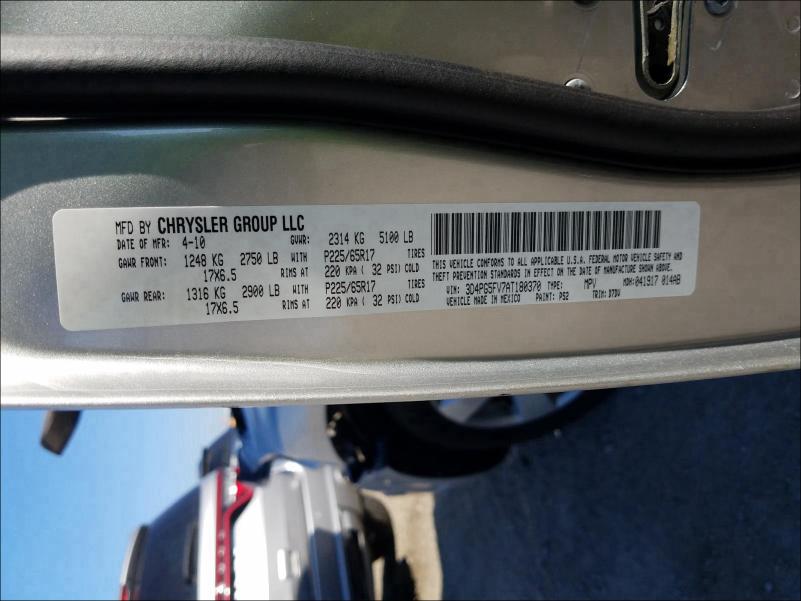 MFD BY CHRYSLER GROUP LLC
DATE OF MFR: 4-10 GVWR: 2314 KG 5100 LB
GAWR FRONT: 1248 KG 2750 LB WITH P225/65R17 TIRES
17X6.5 RIMS AT 220 KPA ( 32 PSI) COLD
GAWR REAR: 1316 KG 2900 LB WITH P225/65R17 TIRES
17X6.5 RIMS AT 220 KPA ( 32 PSI) COLD
THIS VEHICLE CONFORMS TO ALL APPLICABLE U.S.A. FEDERAL MOTOR VEHICLE SAFETY AND
THEFT PREVENTION STANDARDS IN EFFECT ON THE DATE OF MANUFACTURE SHOWN ABOVE.
VIN: 3D4PG5FV7AT180370 TYPE: MPV MDH:041917 014AB
MADE IN MEXICO PAINT: PS2 TRIM: D7DV